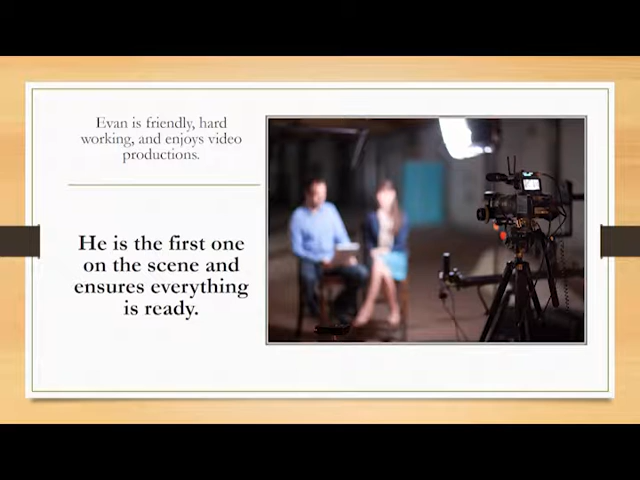 Evan is friendly, hard
working, and enjoys video
productions.
He is the first one
on the scene and
ensures everything
is ready.